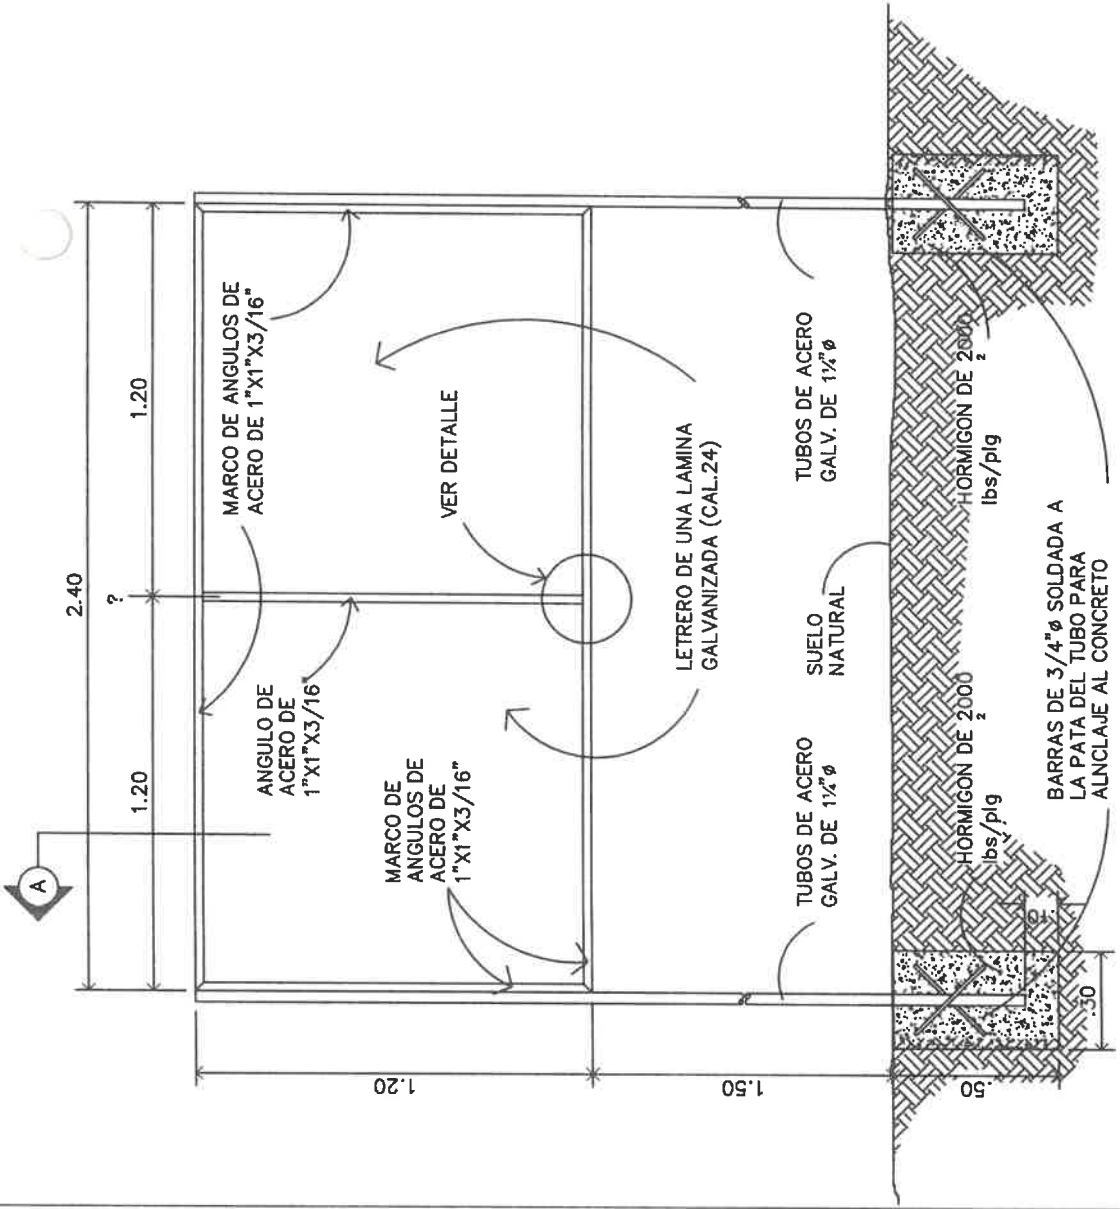 A
2.40
1.20
?
1.20
MARCO DE ANGULOS DE
ACERO DE 1"X1"X3/16"
ANGULO DE
ACERO DE
1"X1"X3/16"
VER DETALLE
MARCO DE
ANGULOS DE
ACERO DE
1"X1"X3/16"
1.20
LETRERO DE UNA LAMINA
GALVANIZADA (CAL.24)
1.50
TUBOS DE ACERO
GALV. DE 1¼"ø
SUELO
NATURAL
TUBOS DE ACERO
GALV. DE 1¼"ø
HORMIGON DE 2000
lbs/plg 2
HORMIGON DE 2000
lbs/plg 2
.50
.10
.30
BARRAS DE 3/4"ø SOLDADA A
LA PATA DEL TUBO PARA
ALNCLAJE AL CONCRETO